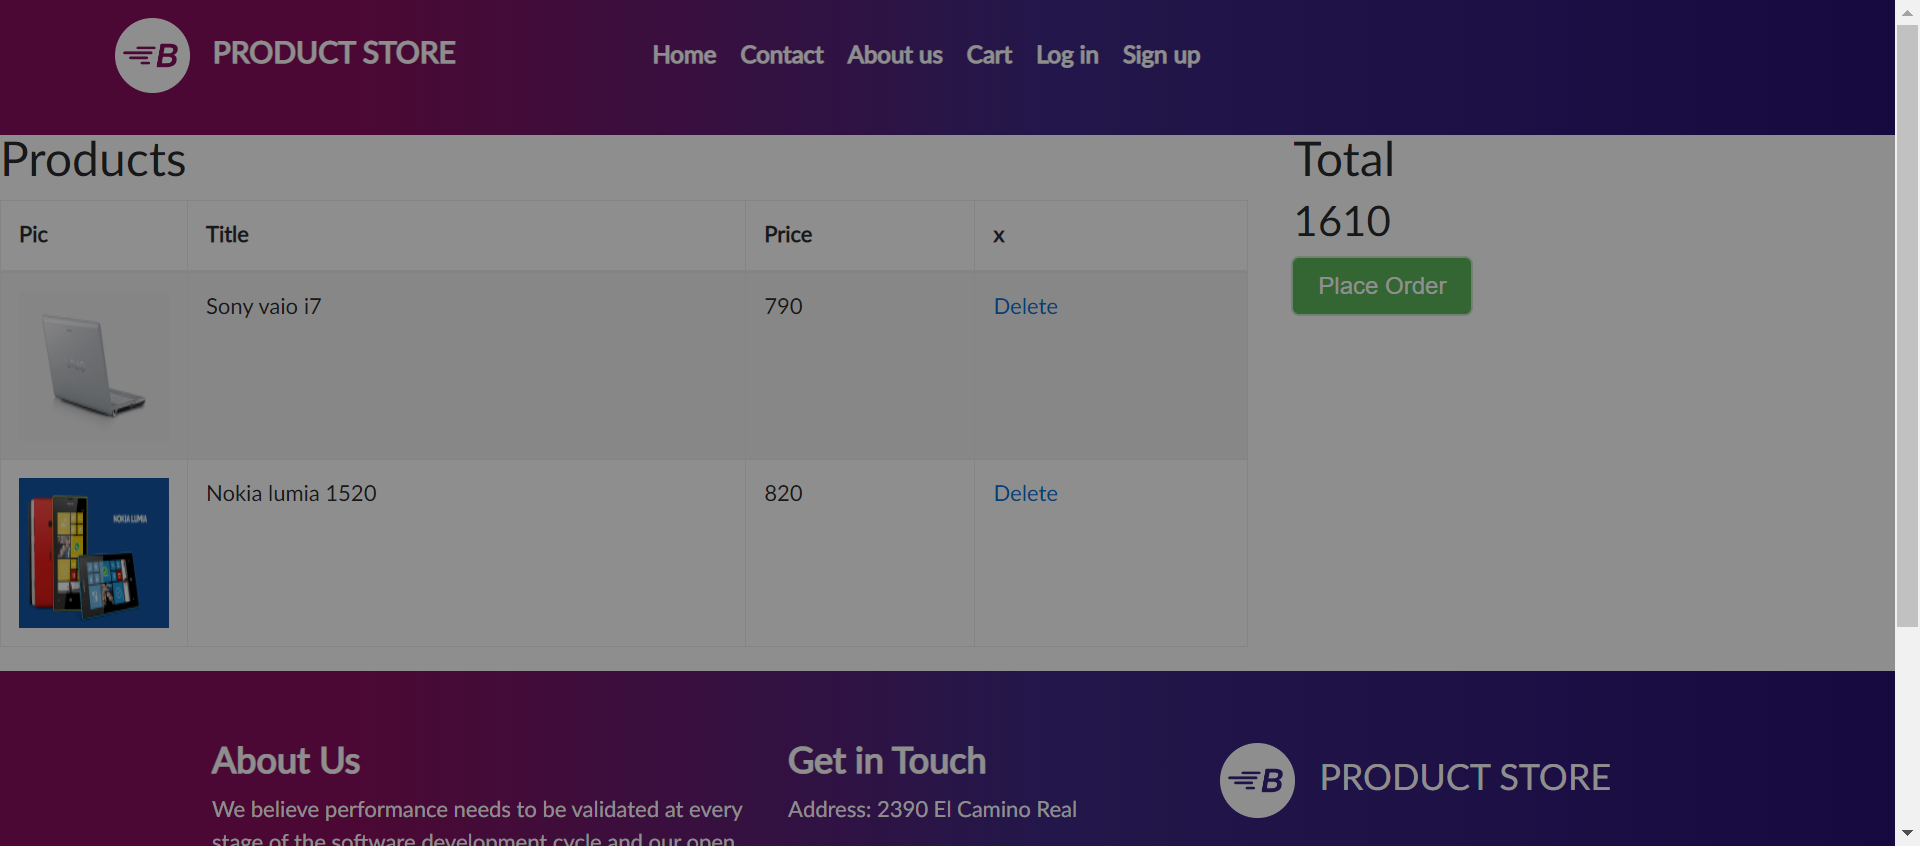 B PRODUCT STORE
Home Contact About us Cart Log in Sign up
Products
Pic Title Price x
Sony vaio i7 790 Delete
VAIO
Nokia lumia 1520 820 Delete
NOKIA LUMIA
Total
1610
Place Order
About Us
We believe performance needs to be validated at every
stage of the software development cycle and our open
Get in Touch
Address: 2390 El Camino Real
B PRODUCT STORE